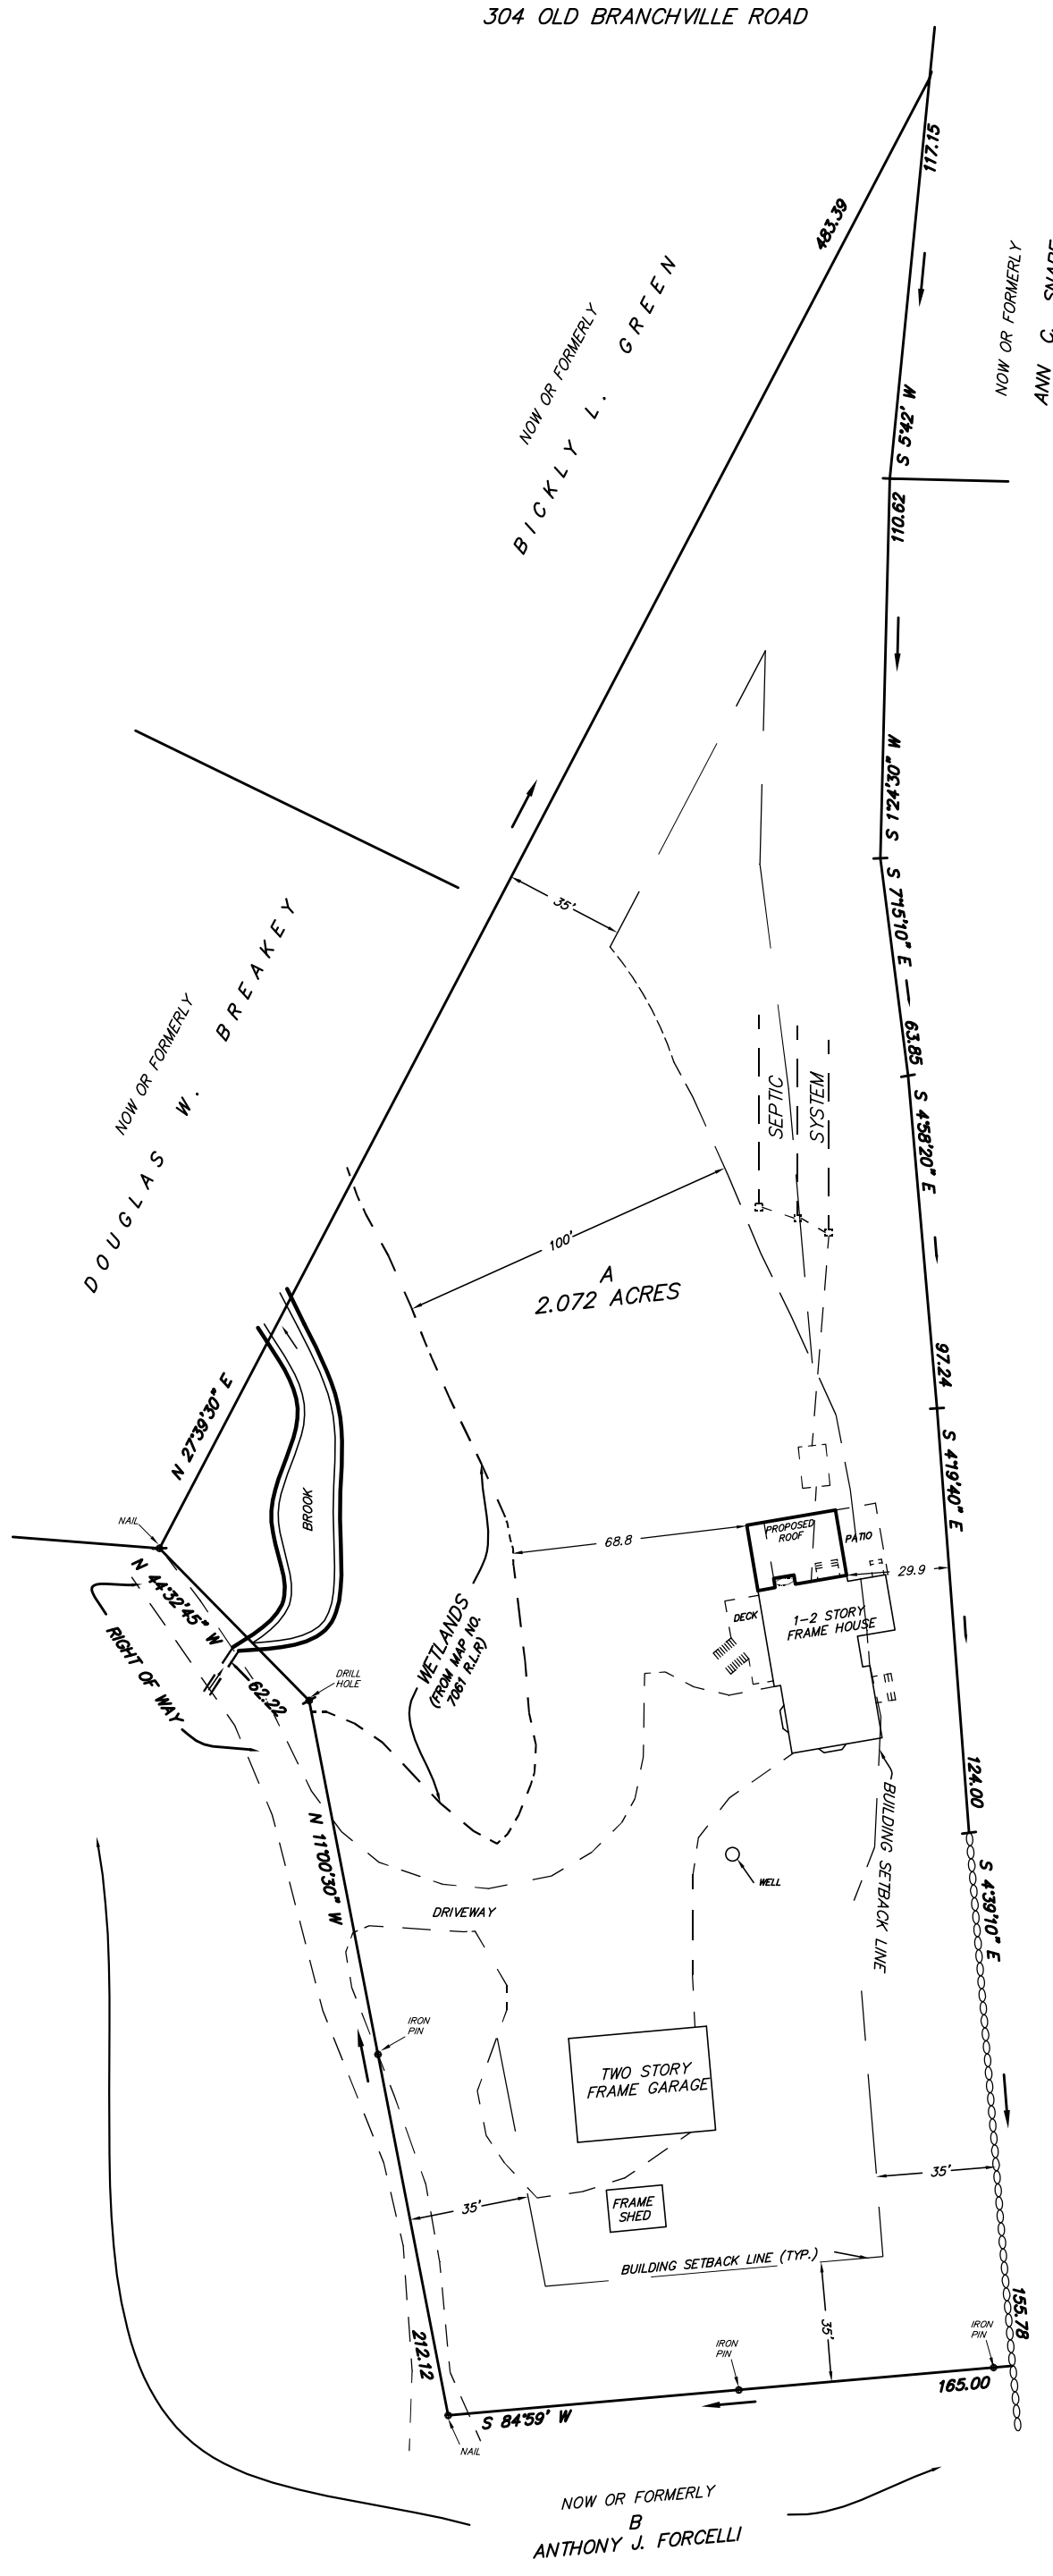 304 OLD BRANCHVILLE ROAD
117.15
483.39
NOW OR FORMERLY
ANN C.
NOW OR FORMERLY
BICKLY L. GREEN
S 5°42' W
110.62
S 1°24'30" W
35'
S 7°15'10" E
63.85
NOW OR FORMERLY
DOUGLAS W. BREAKEY
SEPTIC
SYSTEM
S 4°58'20" E
100'
A
2.072 ACRES
97.24
N 27°39'30" E
S 4°19'40" E
BROOK
NAIL
68.8
PROPOSED
ROOF
PATIO
29.9
N 44°32'45" W
RIGHT OF WAY
62.22
DRILL
HOLE
WETLANDS
(FROM MAP NO.
7061 R.L.R)
DECK
1-2 STORY
FRAME HOUSE
124.00
N 11°00'30" W
BUILDING SETBACK LINE
WELL
S 4°39'10" E
DRIVEWAY
IRON
PIN
TWO STORY
FRAME GARAGE
35'
35'
FRAME
SHED
BUILDING SETBACK LINE (TYP.)
35'
155.78
212.12
IRON
PIN
IRON
PIN
165.00
S 84°59' W
NAIL
NOW OR FORMERLY
B
ANTHONY J. FORCELLI